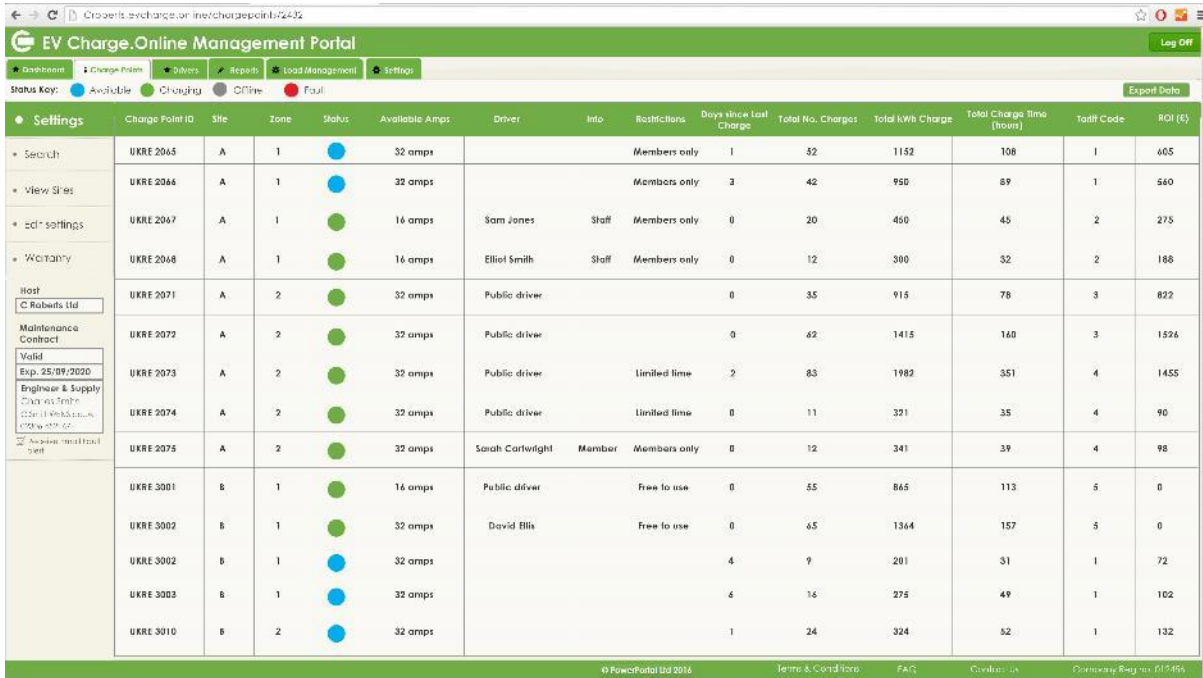 EV Charge.Online Management Portal
Log Off
Dashboard Charge Points Drivers Reports Load Management Settings
Status Key: Available Charging Offline Fault
Export Data
Settings Charge Point ID Site Zone Status Available Amps Driver Info Restrictions Days since Last Charge Total No. Charges Total kWh Charge Total Charge Time (hours) Tariff Code ROI (£)
Search
View Sites
Edit settings
Warranty
Host
C Roberts Ltd
Maintenance
Contract
Valid
Exp. 25/09/2020
Engineer & Supply
Charles Smith
UKRE 2065 A 1 32 amps Members only 1 52 1152 108 1 605
UKRE 2066 A 1 32 amps Members only 3 42 950 89 1 560
UKRE 2067 A 1 16 amps Sam Jones Staff Members only 0 20 450 45 2 275
UKRE 2068 A 1 16 amps Elliot Smith Staff Members only 0 12 300 32 2 188
UKRE 2071 A 2 32 amps Public driver 0 35 915 78 3 822
UKRE 2072 A 2 32 amps Public driver 0 62 1415 160 3 1526
UKRE 2073 A 2 32 amps Public driver Limited time 2 83 1982 351 4 1455
UKRE 2074 A 2 32 amps Public driver Limited time 0 11 321 35 4 90
UKRE 2075 A 2 32 amps Sarah Cartwright Member Members only 0 12 341 39 4 98
UKRE 3001 B 1 16 amps Public driver Free to use 0 55 865 113 5 0
UKRE 3002 B 1 32 amps David Ellis Free to use 0 65 1364 157 5 0
UKRE 3002 B 1 32 amps 4 9 201 31 1 72
UKRE 3003 B 1 32 amps 6 16 275 49 1 102
UKRE 3010 B 2 32 amps 1 24 324 52 1 132
© PowerPortal Ltd 2016 Terms & Conditions FAQ Contact Us Company Reg no. 012456